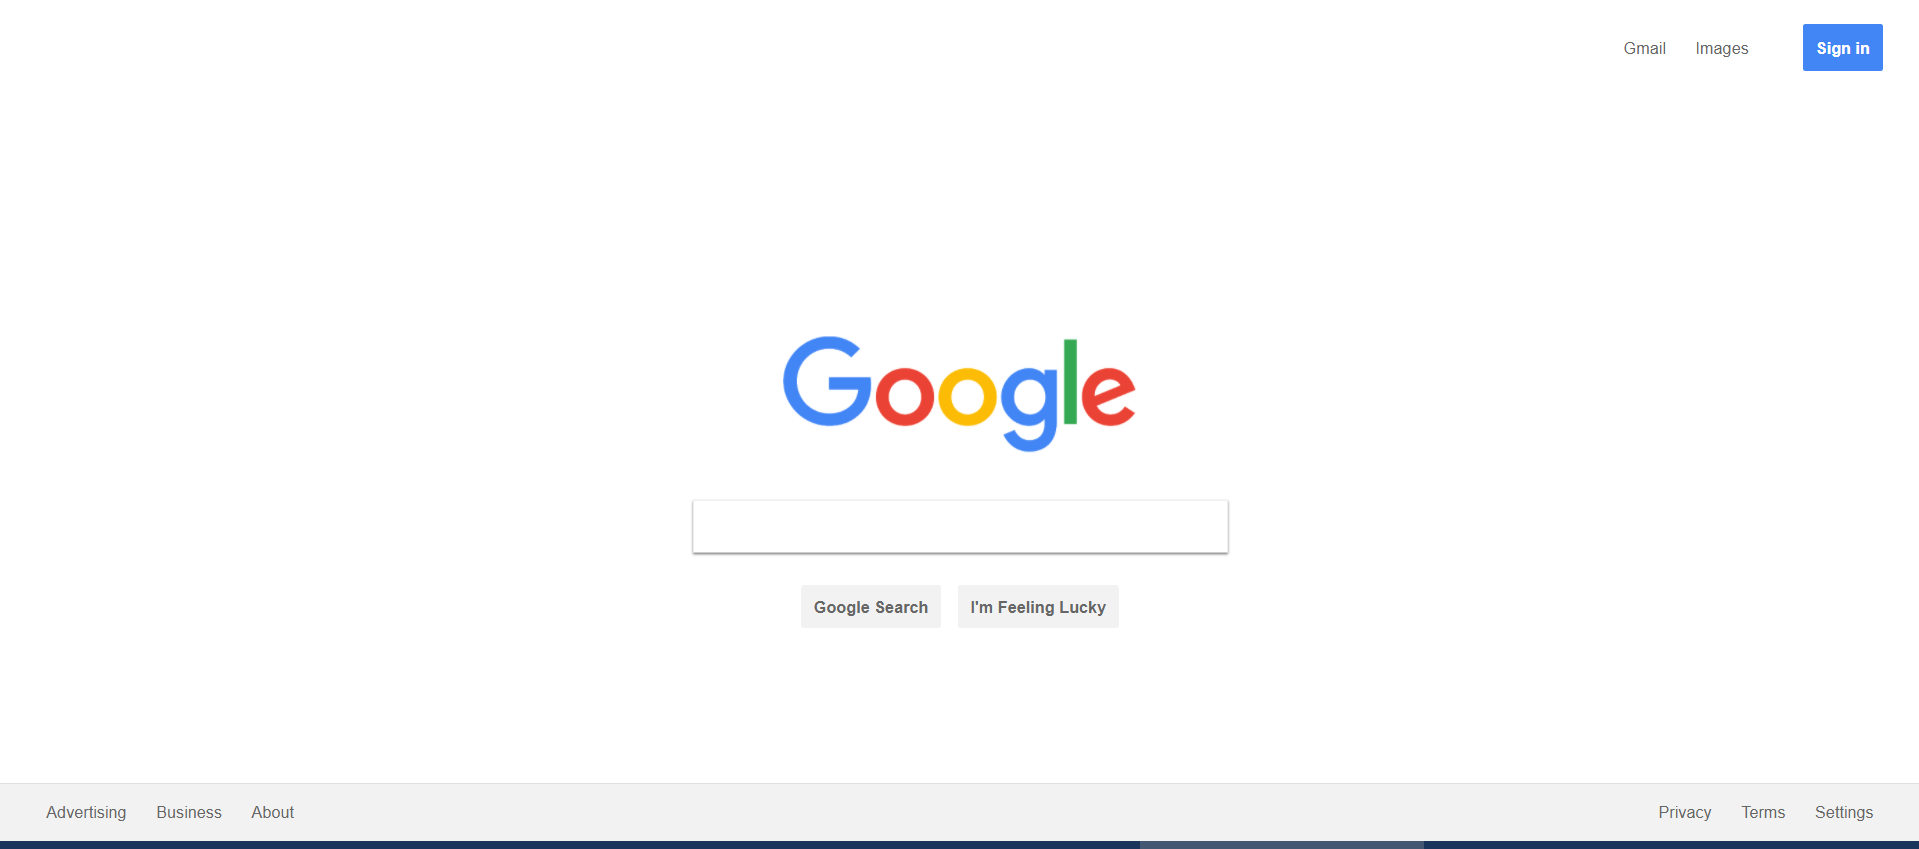 Gmail Images Sign in
Google
Google Search I'm Feeling Lucky
Advertising Business About Privacy Terms Settings